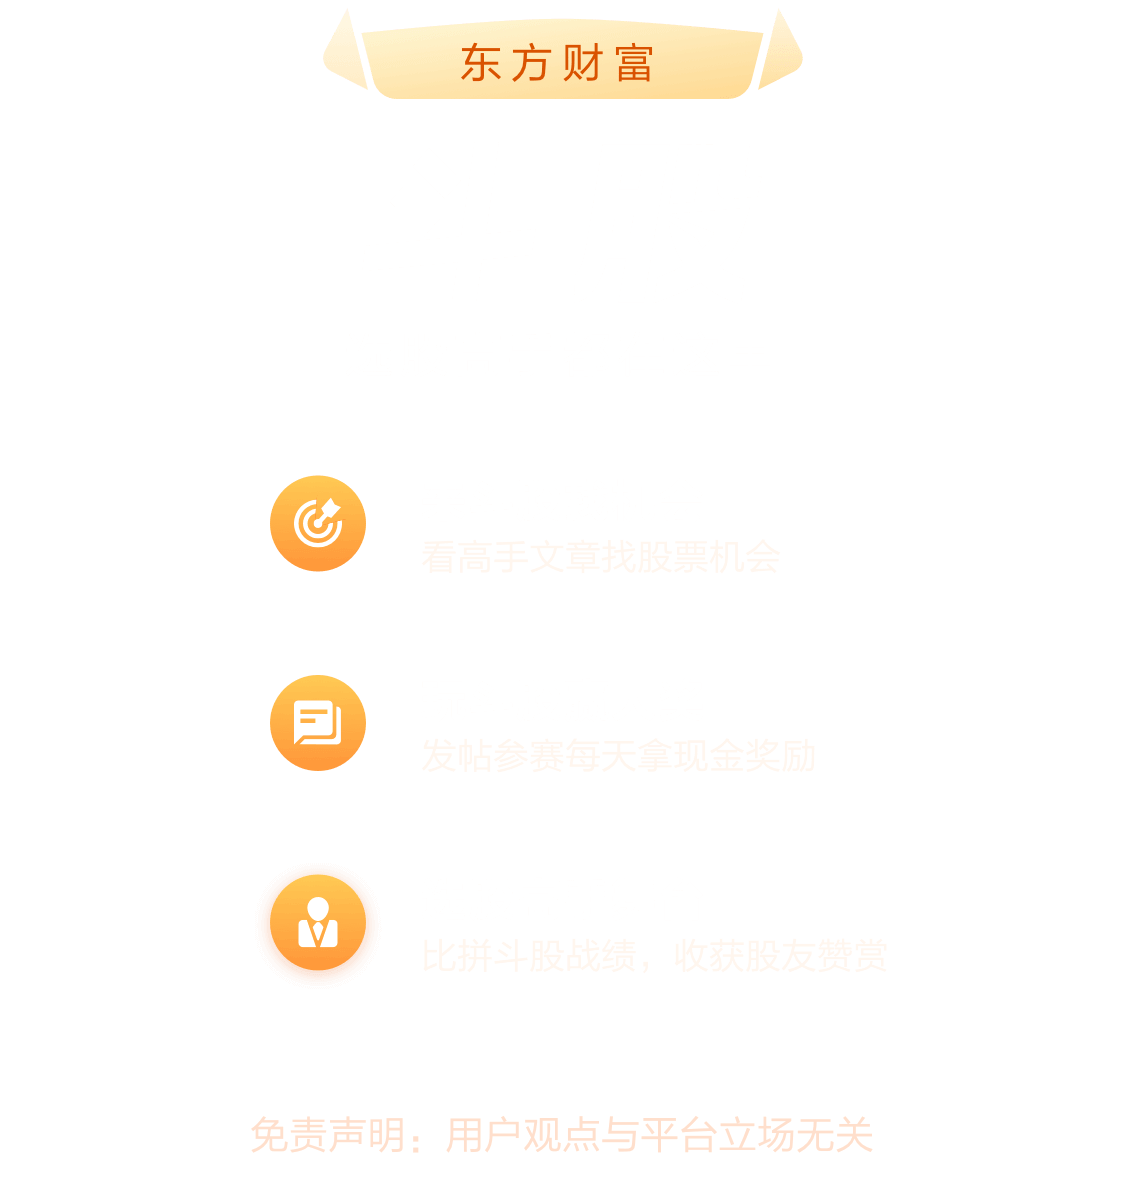 东方财富
看高手文章找股票机会
发帖参赛每天拿现金奖励
比拼斗股战绩，收获股友赞赏
免责声明：用户观点与平台立场无关